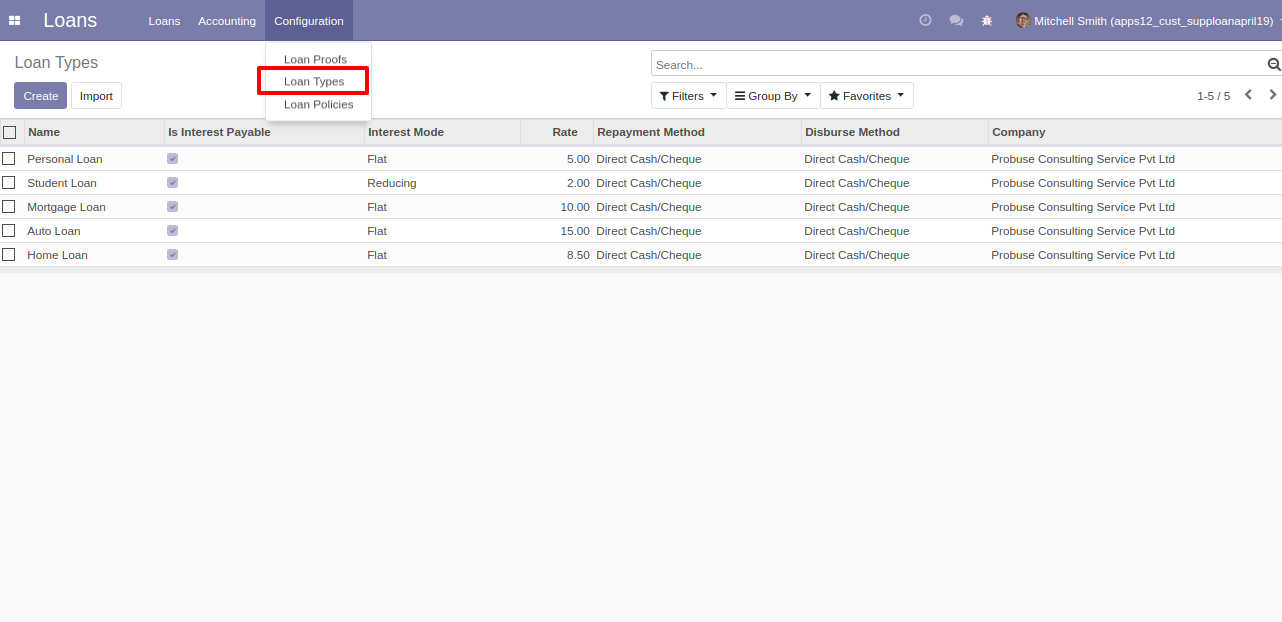 Loans Loans Accounting Configuration Mitchell Smith (apps12_cust_supploanapril19)
Loan Proofs
Loan Types
Loan Policies
Loan Types
Search...
Create Import Filters Group By Favorites 1-5 / 5
Name Is Interest Payable Interest Mode Rate Repayment Method Disburse Method Company
Personal Loan Flat 5.00 Direct Cash/Cheque Direct Cash/Cheque Probuse Consulting Service Pvt Ltd
Student Loan Reducing 2.00 Direct Cash/Cheque Direct Cash/Cheque Probuse Consulting Service Pvt Ltd
Mortgage Loan Flat 10.00 Direct Cash/Cheque Direct Cash/Cheque Probuse Consulting Service Pvt Ltd
Auto Loan Flat 15.00 Direct Cash/Cheque Direct Cash/Cheque Probuse Consulting Service Pvt Ltd
Home Loan Flat 8.50 Direct Cash/Cheque Direct Cash/Cheque Probuse Consulting Service Pvt Ltd